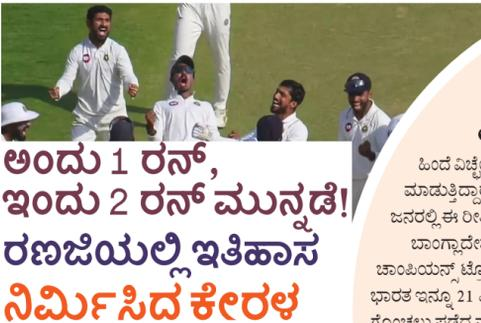 ಅಂದು 1 ರನ್,
ಇಂದು 2 ರನ್ ಮುನ್ನಡೆ!
ರಣಜಿಯಲ್ಲಿ ಇತಿಹಾಸ
ನಿರ್ಮಿಸಿದ ಕೇರಳ
ಹಿಂದೆ
ಜನರಲ್ಲಿ ಈ
ಚಾಂಪಿಯನ್ಸ್
ಭಾರತ ಇನ್ನೂ 21